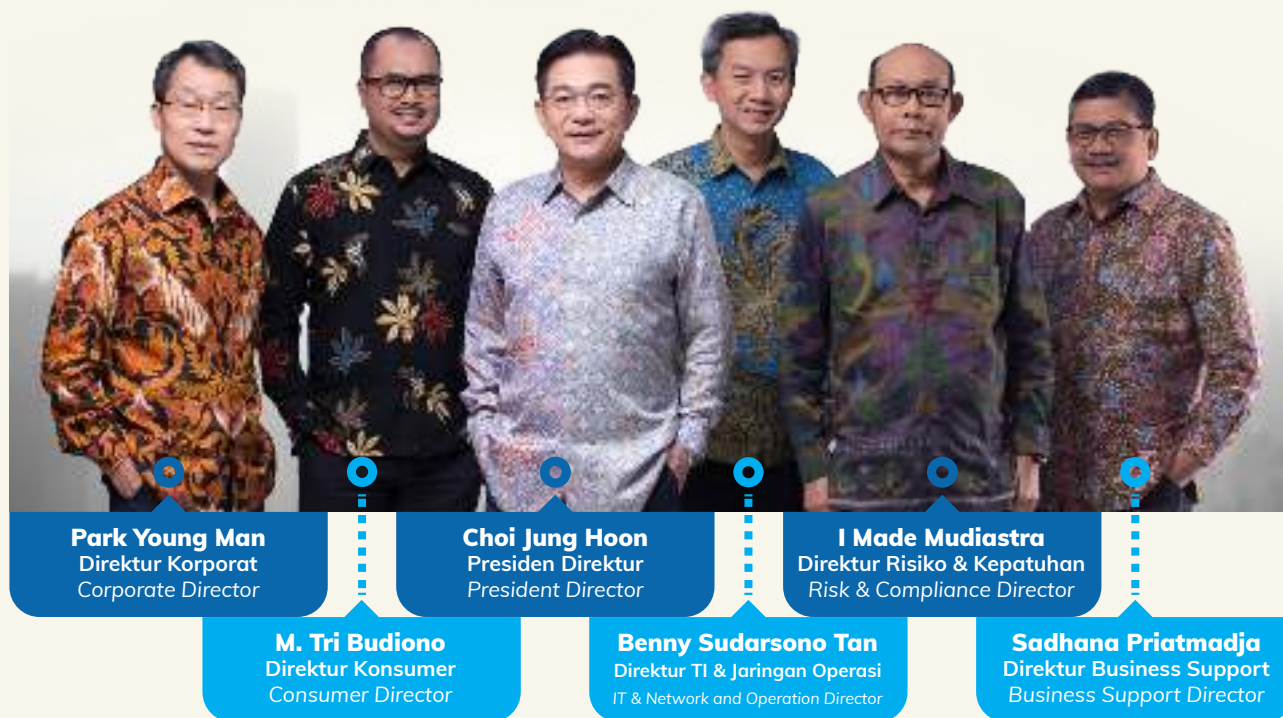 Park Young Man
Direktur Korporat
Corporate Director
M. Tri Budiono
Direktur Konsumer
Consumer Director
Choi Jung Hoon
Presiden Direktur
President Director
Benny Sudarsono Tan
Direktur TI & Jaringan Operasi
IT & Network and Operation Director
I Made Mudiastra
Direktur Risiko & Kepatuhan
Risk & Compliance Director
Sadhana Priatmadja
Direktur Business Support
Business Support Director